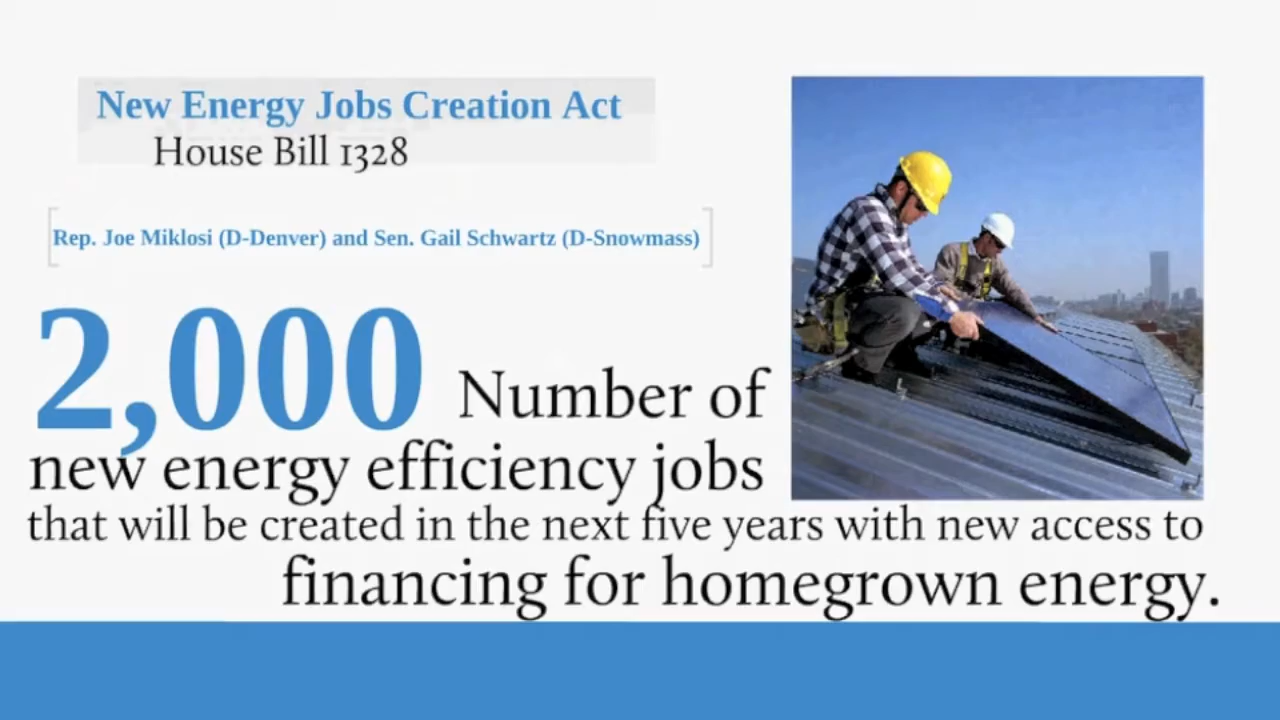 New Energy Jobs Creation Act
House Bill 1328
Rep. Joe Miklosi (D-Denver) and Sen. Gail Schwartz (D-Snowmass)
2,000 Number of
new energy efficiency jobs
that will be created in the next five years with new access to
financing for homegrown energy.